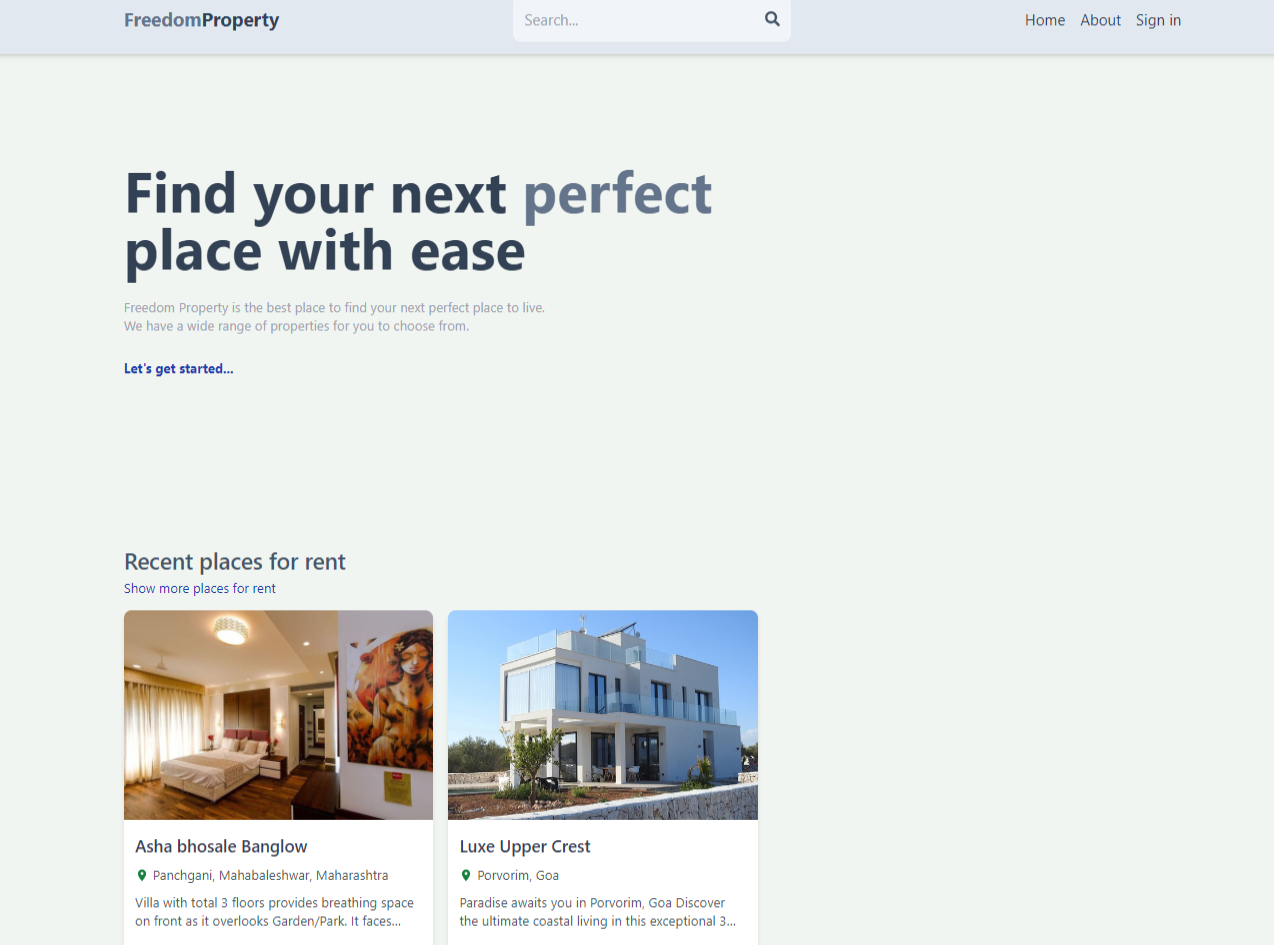 FreedomProperty
Search...
Home About Sign in
Find your next perfect
place with ease
Freedom Property is the best place to find your next perfect place to live.
We have a wide range of properties for you to choose from.
Let's get started...
Recent places for rent
Show more places for rent
Asha bhosale Banglow
Panchgani, Mahabaleshwar, Maharashtra
Villa with total 3 floors provides breathing space
on front as it overlooks Garden/Park. It faces...
Luxe Upper Crest
Porvorim, Goa
Paradise awaits you in Porvorim, Goa Discover
the ultimate coastal living in this exceptional 3...